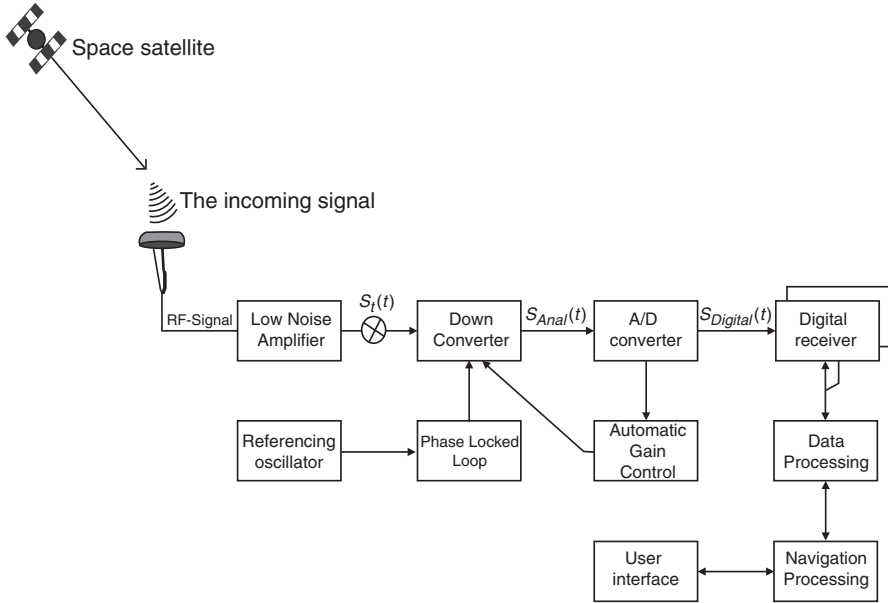 Space satellite
The incoming signal
RF-Signal
Low Noise
Amplifier
S_t(t)
Down
Converter
S_Anal(t)
A/D
converter
S_Digital(t)
Digital
receiver
Referencing
oscillator
Phase Locked
Loop
Automatic
Gain
Control
Data
Processing
User
interface
Navigation
Processing